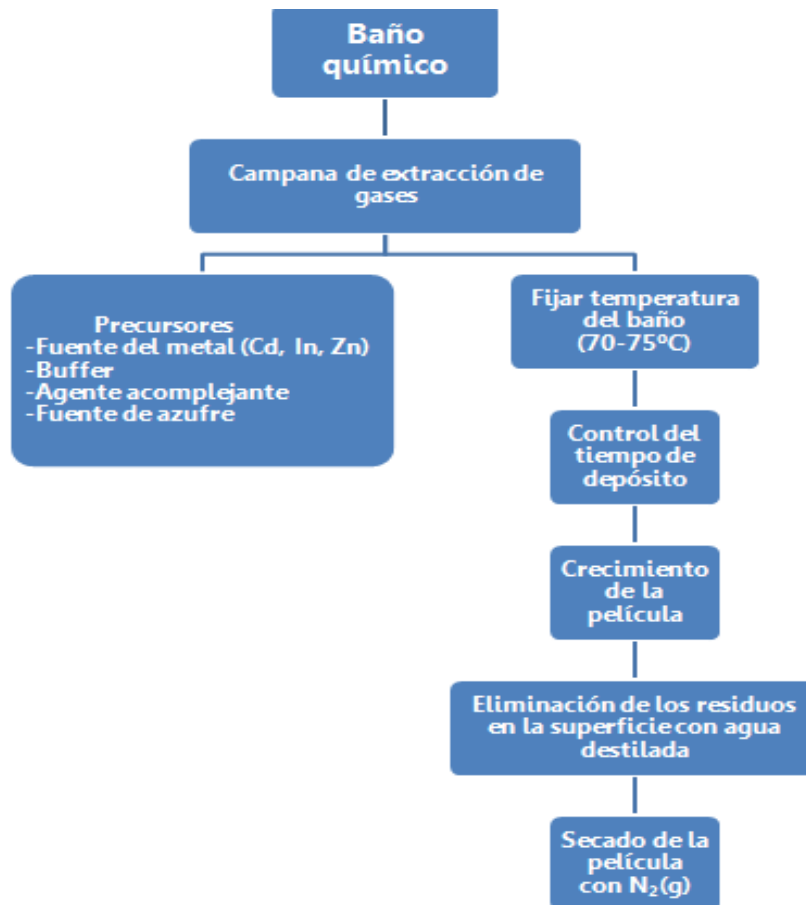 Baño
químico
Campana de extracción de
gases
Precursores
-Fuente del metal (Cd, In, Zn)
-Buffer
-Agente acomplejante
-Fuente de azufre
Fijar temperatura
del baño
(70-75ºC)
Control del
tiempo de
depósito
Crecimiento
de la
película
Eliminación de los residuos
en la superficie con agua
destilada
Secado de la
película
con N₂(g)